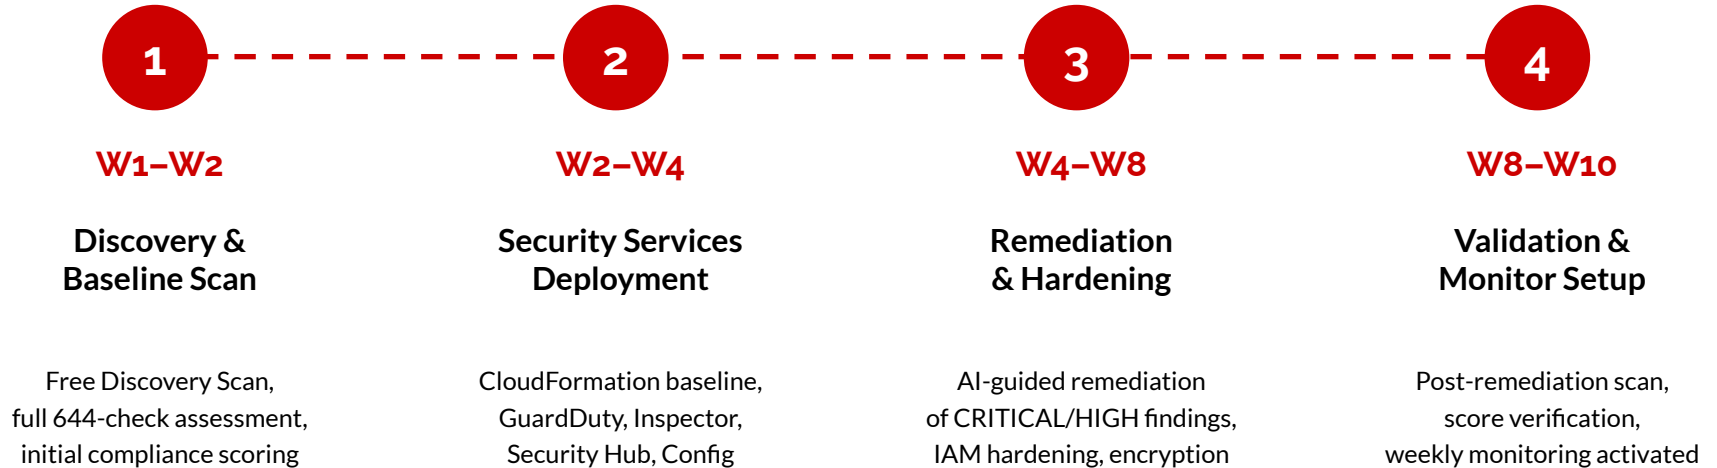 1
W1–W2
Discovery &
Baseline Scan
Free Discovery Scan,
full 644-check assessment,
initial compliance scoring
2
W2–W4
Security Services
Deployment
CloudFormation baseline,
GuardDuty, Inspector,
Security Hub, Config
3
W4–W8
Remediation
& Hardening
AI-guided remediation
of CRITICAL/HIGH findings,
IAM hardening, encryption
4
W8–W10
Validation &
Monitor Setup
Post-remediation scan,
score verification,
weekly monitoring activated